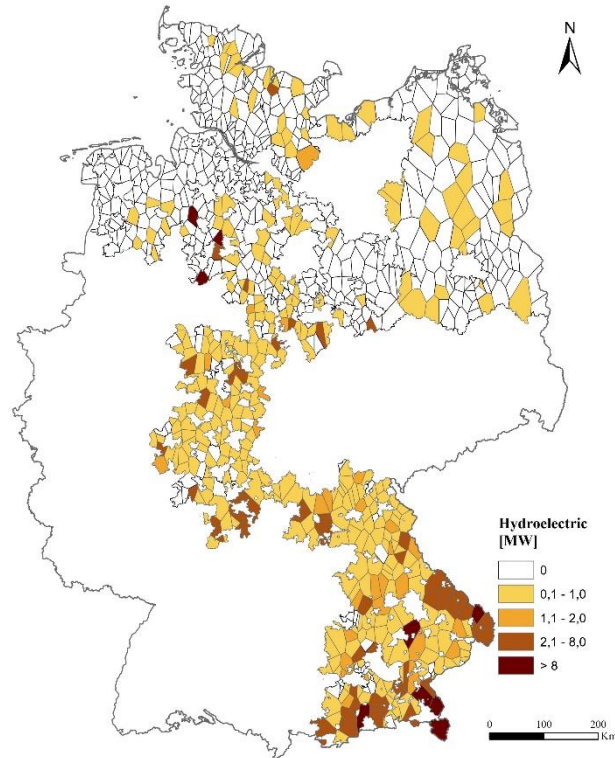 N
Hydroelectric
[MW]
0
0,1 - 1,0
1,1 - 2,0
2,1 - 8,0
> 8
0 100 200
Km